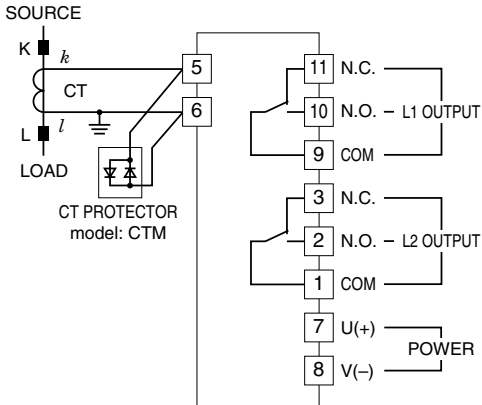 SOURCE
K
k
CT
l
L
LOAD
CT PROTECTOR
model: CTM
5
6
11 N.C.
10 N.O. L1 OUTPUT
9 COM
3 N.C.
2 N.O. L2 OUTPUT
1 COM
7 U(+)
POWER
8 V(–)